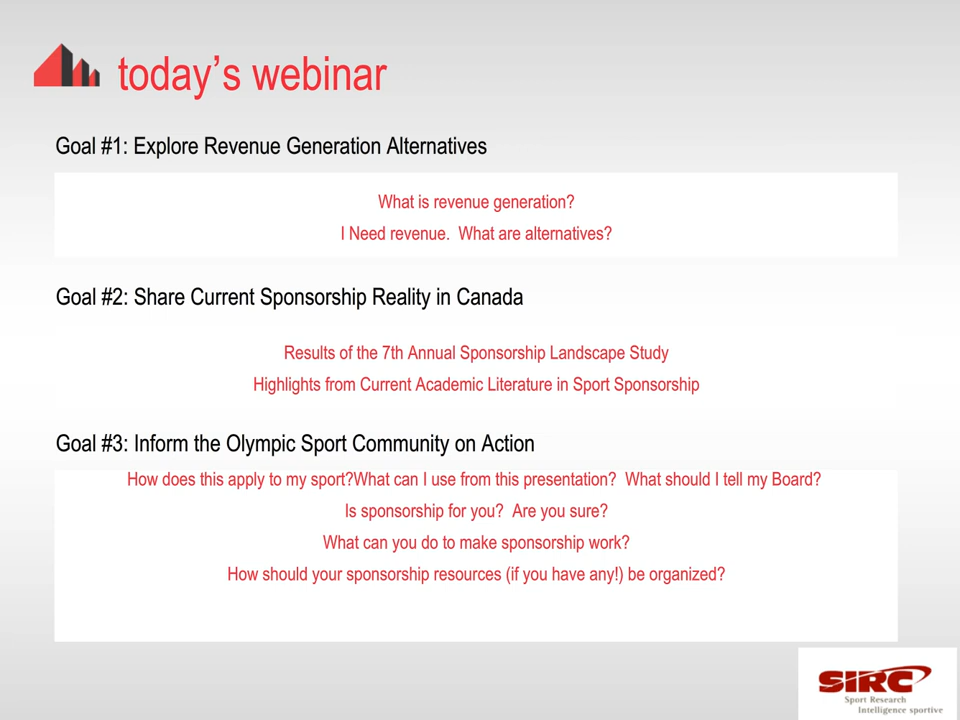 today's webinar
Goal #1: Explore Revenue Generation Alternatives
What is revenue generation?
I Need revenue.  What are alternatives?
Goal #2: Share Current Sponsorship Reality in Canada
Results of the 7th Annual Sponsorship Landscape Study
Highlights from Current Academic Literature in Sport Sponsorship
Goal #3: Inform the Olympic Sport Community on Action
How does this apply to my sport?What can I use from this presentation?  What should I tell my Board?
Is sponsorship for you?  Are you sure?
What can you do to make sponsorship work?
How should your sponsorship resources (if you have any!) be organized?
SIRC
Sport Research
Intelligence sportive